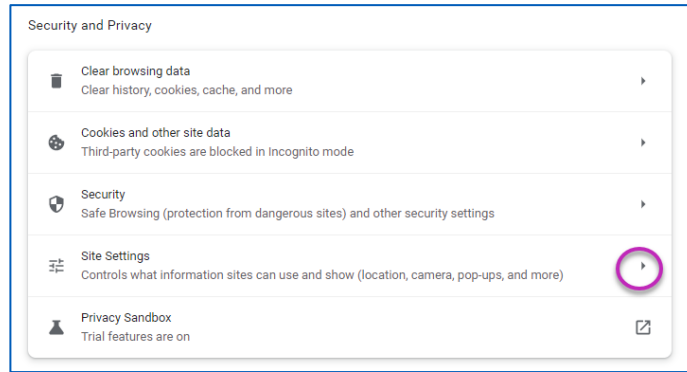 Security and Privacy
Clear browsing data
Clear history, cookies, cache, and more
Cookies and other site data
Third-party cookies are blocked in Incognito mode
Security
Safe Browsing (protection from dangerous sites) and other security settings
Site Settings
Controls what information sites can use and show (location, camera, pop-ups, and more)
Privacy Sandbox
Trial features are on